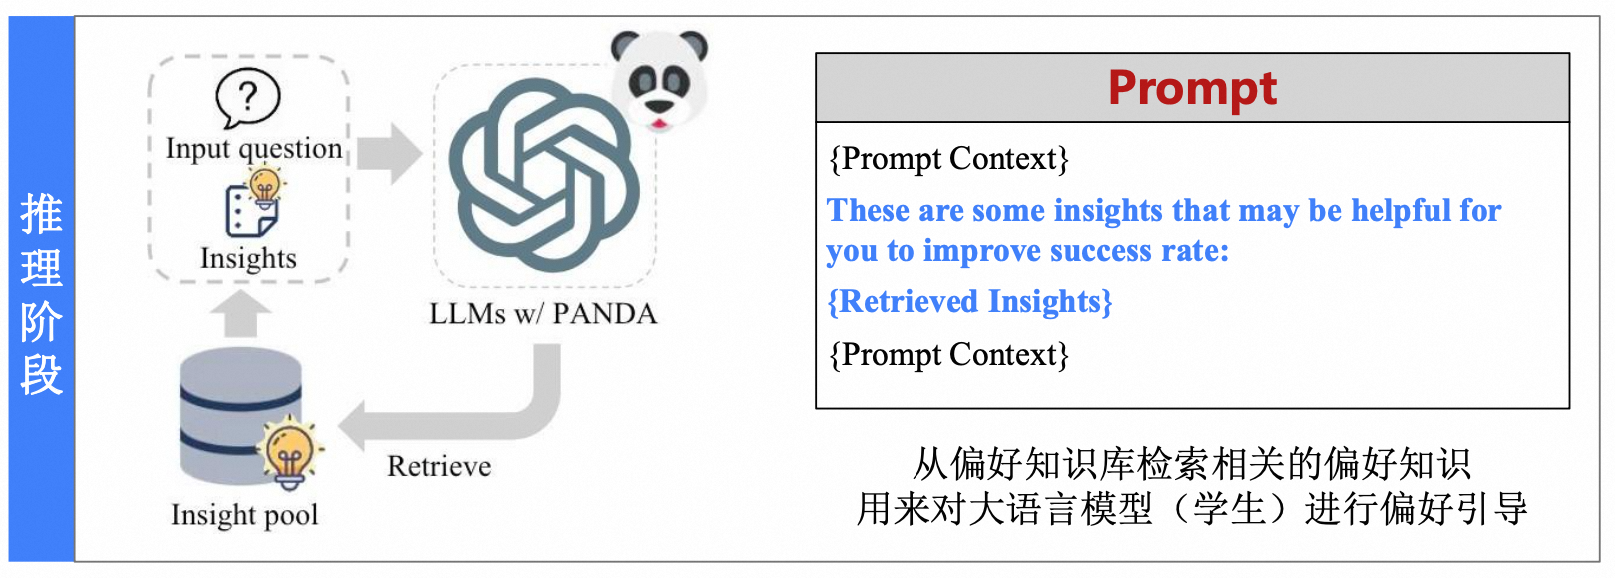 推理阶段
?
Input question
Insights
LLMs w/ PANDA
Retrieve
Insight pool
Prompt
{Prompt Context}
These are some insights that may be helpful for
you to improve success rate:
{Retrieved Insights}
{Prompt Context}
从偏好知识库检索相关的偏好知识
用来对大语言模型（学生）进行偏好引导